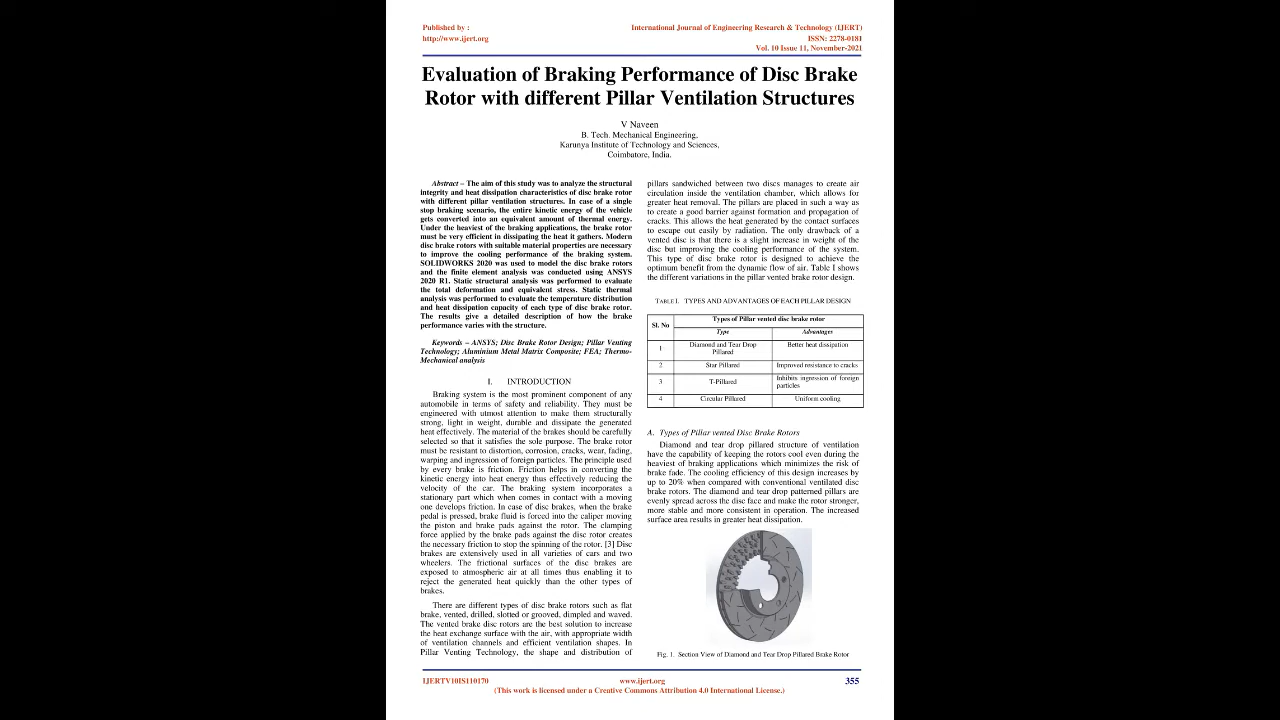 Published by :
International Journal of Engineering Research & Technology (IJERT)
http://www.ijert.org
ISSN: 2278-0181
Vol. 10 Issue 11, November-2021
Evaluation of Braking Performance of Disc Brake
Rotor with different Pillar Ventilation Structures
V Naveen
B. Tech. Mechanical Engineering,
Karunya Institute of Technology and Sciences,
Coimbatore, India.
Abstract – The aim of this study was to analyze the structural
integrity and heat dissipation characteristics of disc brake rotor
with different pillar ventilation structures. In case of a single
stop braking scenario, the entire kinetic energy of the vehicle
gets converted into an equivalent amount of thermal energy.
Under the heaviest of the braking applications, the brake rotor
must be very efficient in dissipating the heat it gathers. Modern
disc brake rotors with suitable material properties are necessary
to improve the cooling performance of the braking system.
SOLIDWORKS 2020 was used to model the disc brake rotors
and the finite element analysis was conducted using ANSYS
2020 R1. Static structural analysis was performed to evaluate
the total deformation and equivalent stress. Static thermal
analysis was performed to evaluate the temperature distribution
and heat dissipation capacity of each type of disc brake rotor.
The results give a detailed description of how the brake
performance varies with the structure.
Keywords – ANSYS; Disc Brake Rotor Design; Pillar Venting
Technology; Aluminium Metal Matrix Composite; FEA; Thermo-
Mechanical analysis
I. INTRODUCTION
Braking system is the most prominent component of any
automobile in terms of safety and reliability. They must be
engineered with utmost attention to make them structurally
strong, light in weight, durable and dissipate the generated
heat effectively. The material of the brakes should be carefully
selected so that it satisfies the sole purpose. The brake rotor
must be resistant to distortion, corrosion, cracks, wear, fading,
warping and ingression of foreign particles. The principle used
by every brake is friction. Friction helps in converting the
kinetic energy into heat energy thus effectively reducing the
velocity of the car. The braking system incorporates a
stationary part which when comes in contact with a moving
one develops friction. In case of disc brakes, when the brake
pedal is pressed, brake fluid is forced into the caliper moving
the piston and brake pads against the rotor. The clamping
force applied by the brake pads against the disc rotor creates
the necessary friction to stop the spinning of the rotor. [3] Disc
brakes are extensively used in all varieties of cars and two
wheelers. The frictional surfaces of the disc brakes are
exposed to atmospheric air at all times thus enabling it to
reject the generated heat quickly than the other types of
brakes.
There are different types of disc brake rotors such as flat
brake, vented, drilled, slotted or grooved, dimpled and waved.
The vented brake disc rotors are the best solution to increase
the heat exchange surface with the air, with appropriate width
of ventilation channels and efficient ventilation shapes. In
Pillar Venting Technology, the shape and distribution of
pillars sandwiched between two discs manages to create air
circulation inside the ventilation chamber, which allows for
greater heat removal. The pillars are placed in such a way as
to create a good barrier against formation and propagation of
cracks. This allows the heat generated by the contact surfaces
to escape out easily by radiation. The only drawback of a
vented disc is that there is a slight increase in weight of the
disc but improving the cooling performance of the system.
This type of disc brake rotor is designed to achieve the
optimum benefit from the dynamic flow of air. Table I shows
the different variations in the pillar vented brake rotor design.
TABLE I. TYPES AND ADVANTAGES OF EACH PILLAR DESIGN
Sl. No
Types of Pillar vented disc brake rotor
Type Advantages
1 Diamond and Tear Drop Pillared Better heat dissipation
2 Star Pillared Improved resistance to cracks
3 T-Pillared Inhibits ingression of foreign particles
4 Circular Pillared Uniform cooling
A. Types of Pillar vented Disc Brake Rotors
Diamond and tear drop pillared structure of ventilation
have the capability of keeping the rotors cool even during the
heaviest of braking applications which minimizes the risk of
brake fade. The cooling efficiency of this design increases by
up to 20% when compared with conventional ventilated disc
brake rotors. The diamond and tear drop patterned pillars are
evenly spread across the disc face and make the rotor stronger,
more stable and more consistent in operation. The increased
surface area results in greater heat dissipation.
Fig. 1. Section View of Diamond and Tear Drop Pillared Brake Rotor
IJERTV10IS110170
www.ijert.org
355
(This work is licensed under a Creative Commons Attribution 4.0 International License.)